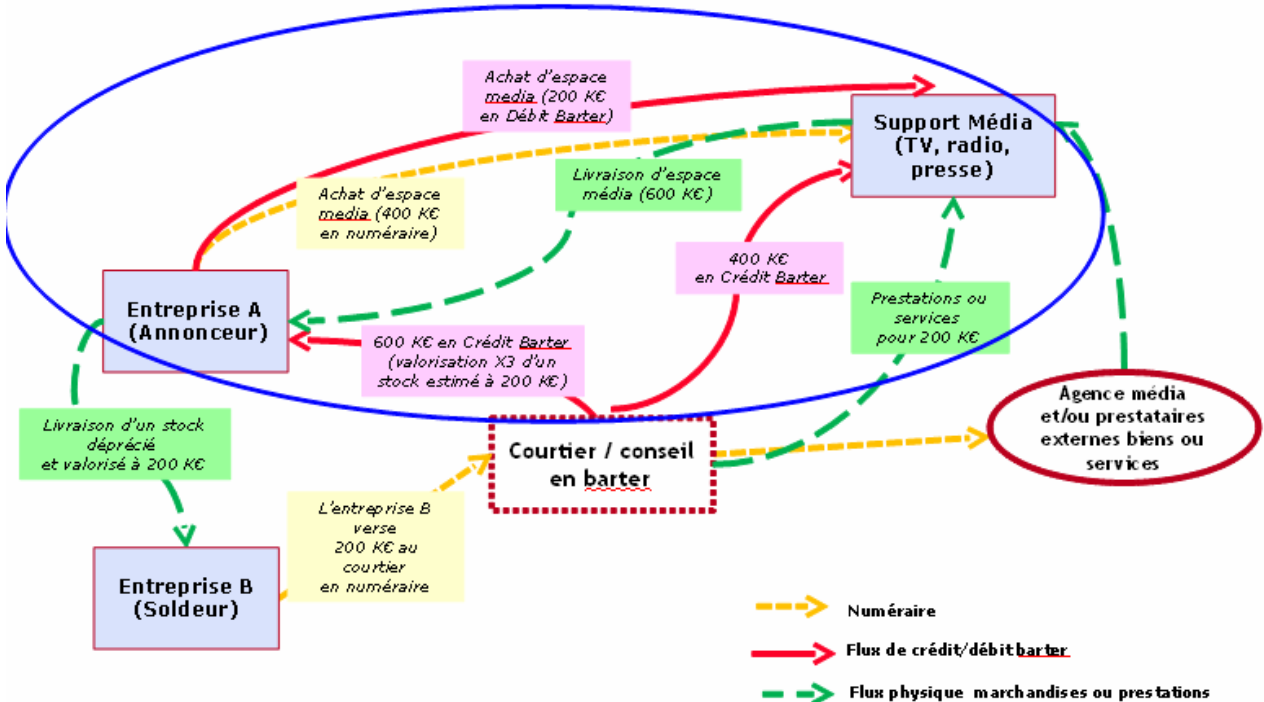 Achat d'espace
media (200 K€
en Débit Barter)
Support Média
(TV, radio,
presse)
Livraison d'espace
média (600 K€)
Achat d'espace
media (400 K€
en numéraire)
400 K€
en Crédit Barter
Entreprise A
(Annonceur)
Prestations ou
services
pour 200 K€
600 K€ en Crédit Barter
(valorisation X3 d'un
stock estimé à 200 K€)
Livraison d'un stock
déprécié
et valorisé à 200 K€
Courtier / conseil
en barter
Agence média
et/ou prestataires
externes biens ou
services
L'entreprise B
verse
200 K€ au
courtier
en numéraire
Entreprise B
(Soldeur)
Numéraire
Flux de crédit/débit barter
Flux physique marchandises ou prestations